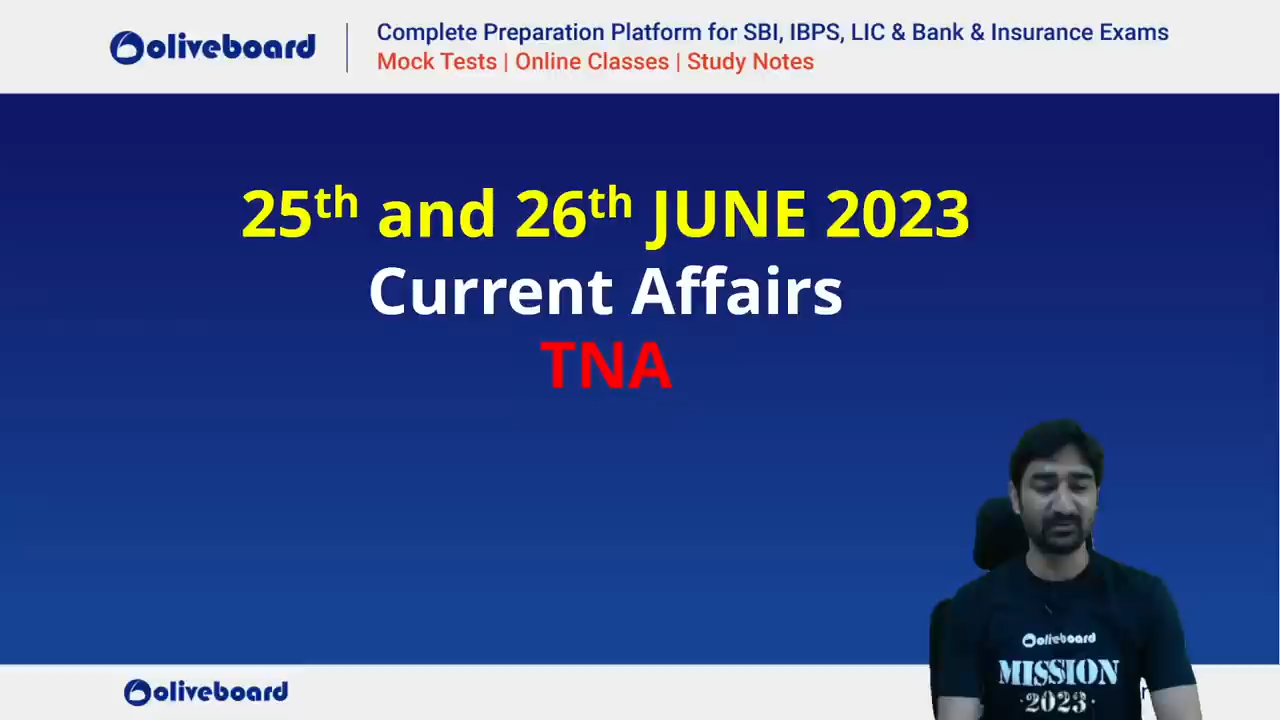 oliveboard
Complete Preparation Platform for SBI, IBPS, LIC & Bank & Insurance Exams
Mock Tests | Online Classes | Study Notes
25th and 26th JUNE 2023
Current Affairs
TNA
oliveboard
MISSION
·2023·
oliveboard